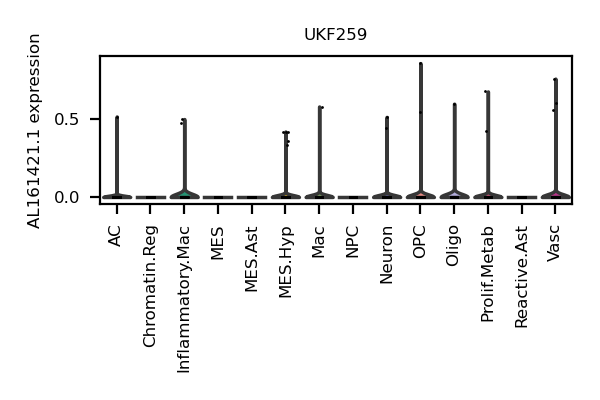 UKF259
AL161421.1 expression
0.5
0.0
AC
Chromatin.Reg
Inflammatory.Mac
MES
MES.Ast
MES.Hyp
Mac
NPC
Neuron
OPC
Oligo
Prolif.Metab
Reactive.Ast
Vasc